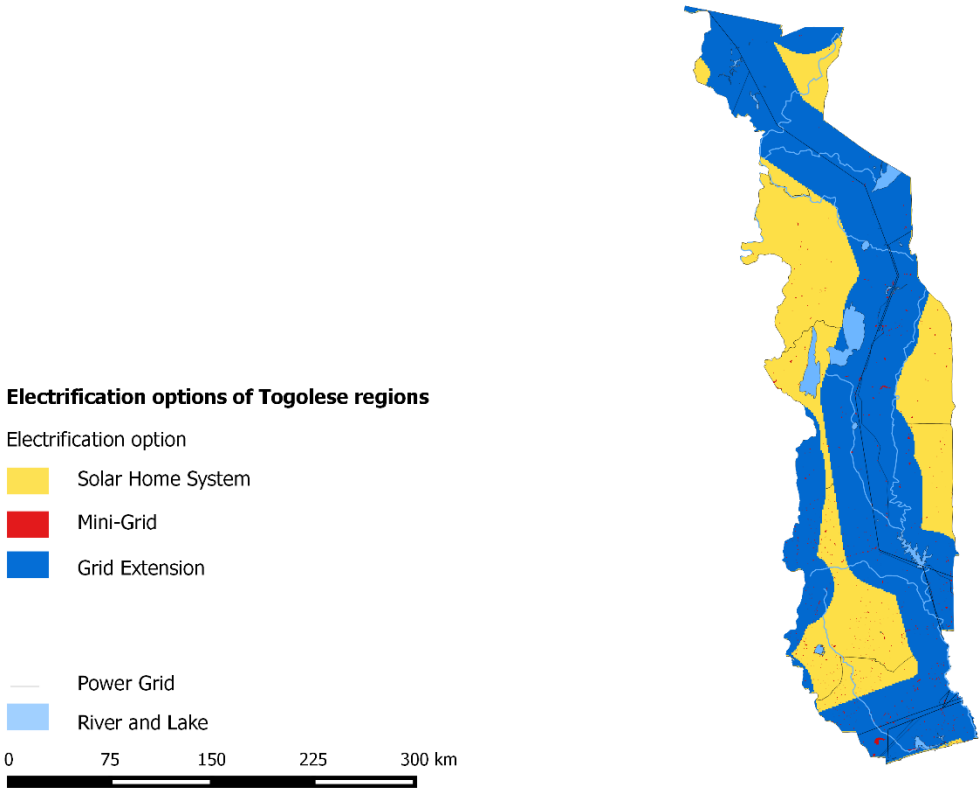 Electrification options of Togolese regions
Electrification option
Solar Home System
Mini-Grid
Grid Extension
Power Grid
River and Lake
0 75 150 225 300 km